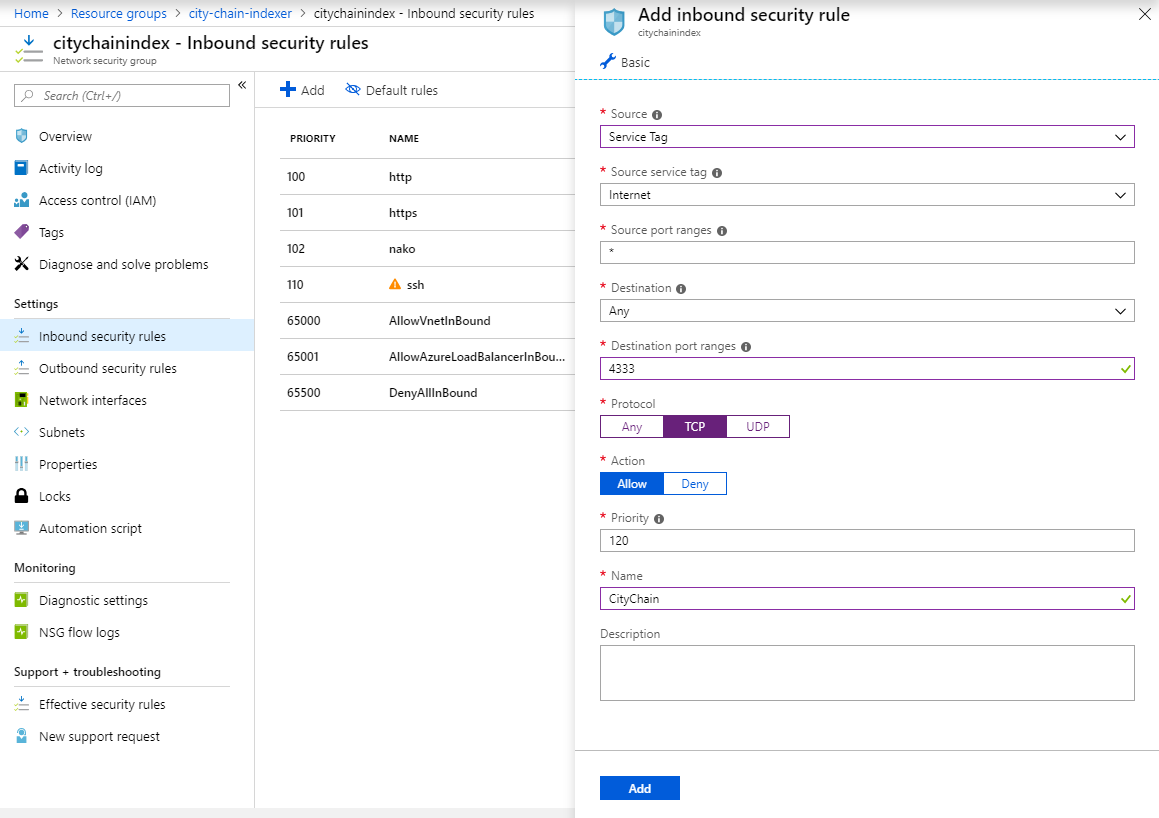 Home > Resource groups > city-chain-indexer > citychainindex - Inbound security rules
citychainindex - Inbound security rules
Network security group
Search (Ctrl+/)
«
Overview
Activity log
Access control (IAM)
Tags
Diagnose and solve problems
Settings
Inbound security rules
Outbound security rules
Network interfaces
Subnets
Properties
Locks
Automation script
Monitoring
Diagnostic settings
NSG flow logs
Support + troubleshooting
Effective security rules
New support request
Add Default rules
PRIORITY NAME
100 http
101 https
102 nako
110 ssh
65000 AllowVnetInBound
65001 AllowAzureLoadBalancerInBou...
65500 DenyAllInBound
Add inbound security rule
citychainindex
Basic
* Source
Service Tag
* Source service tag
Internet
* Source port ranges
*
* Destination
Any
* Destination port ranges
4333
* Protocol
Any TCP UDP
* Action
Allow Deny
* Priority
120
* Name
CityChain
Description
Add